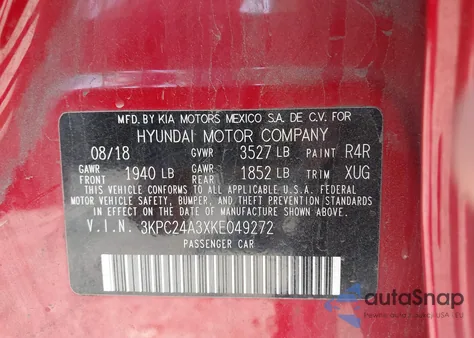 MFD. BY KIA MOTORS MEXICO S.A. DE C.V. FOR
HYUNDAI MOTOR COMPANY
08/18 GVWR 3527 LB PAINT R4R
GAWR FRONT 1940 LB GAWR REAR 1852 LB TRIM XUG
THIS VEHICLE CONFORMS TO ALL APPLICABLE U.S.A. FEDERAL
MOTOR VEHICLE SAFETY, BUMPER, AND THEFT PREVENTION
STANDARDS IN EFFECT ON THE DATE OF MANUFACTURE SHOWN ABOVE.
V.I.N. 3KPC24A3XKE049272
PASSENGER CAR
autoSnap